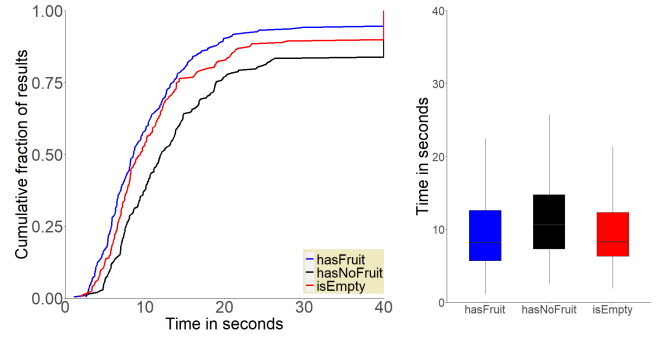 Cumulative fraction of results
1.00
0.75
0.50
0.25
0.00
0
10
20
30
40
Time in seconds
hasFruit
hasNoFruit
isEmpty
Time in seconds
40
30
20
10
0
hasFruit
hasNoFruit
isEmpty